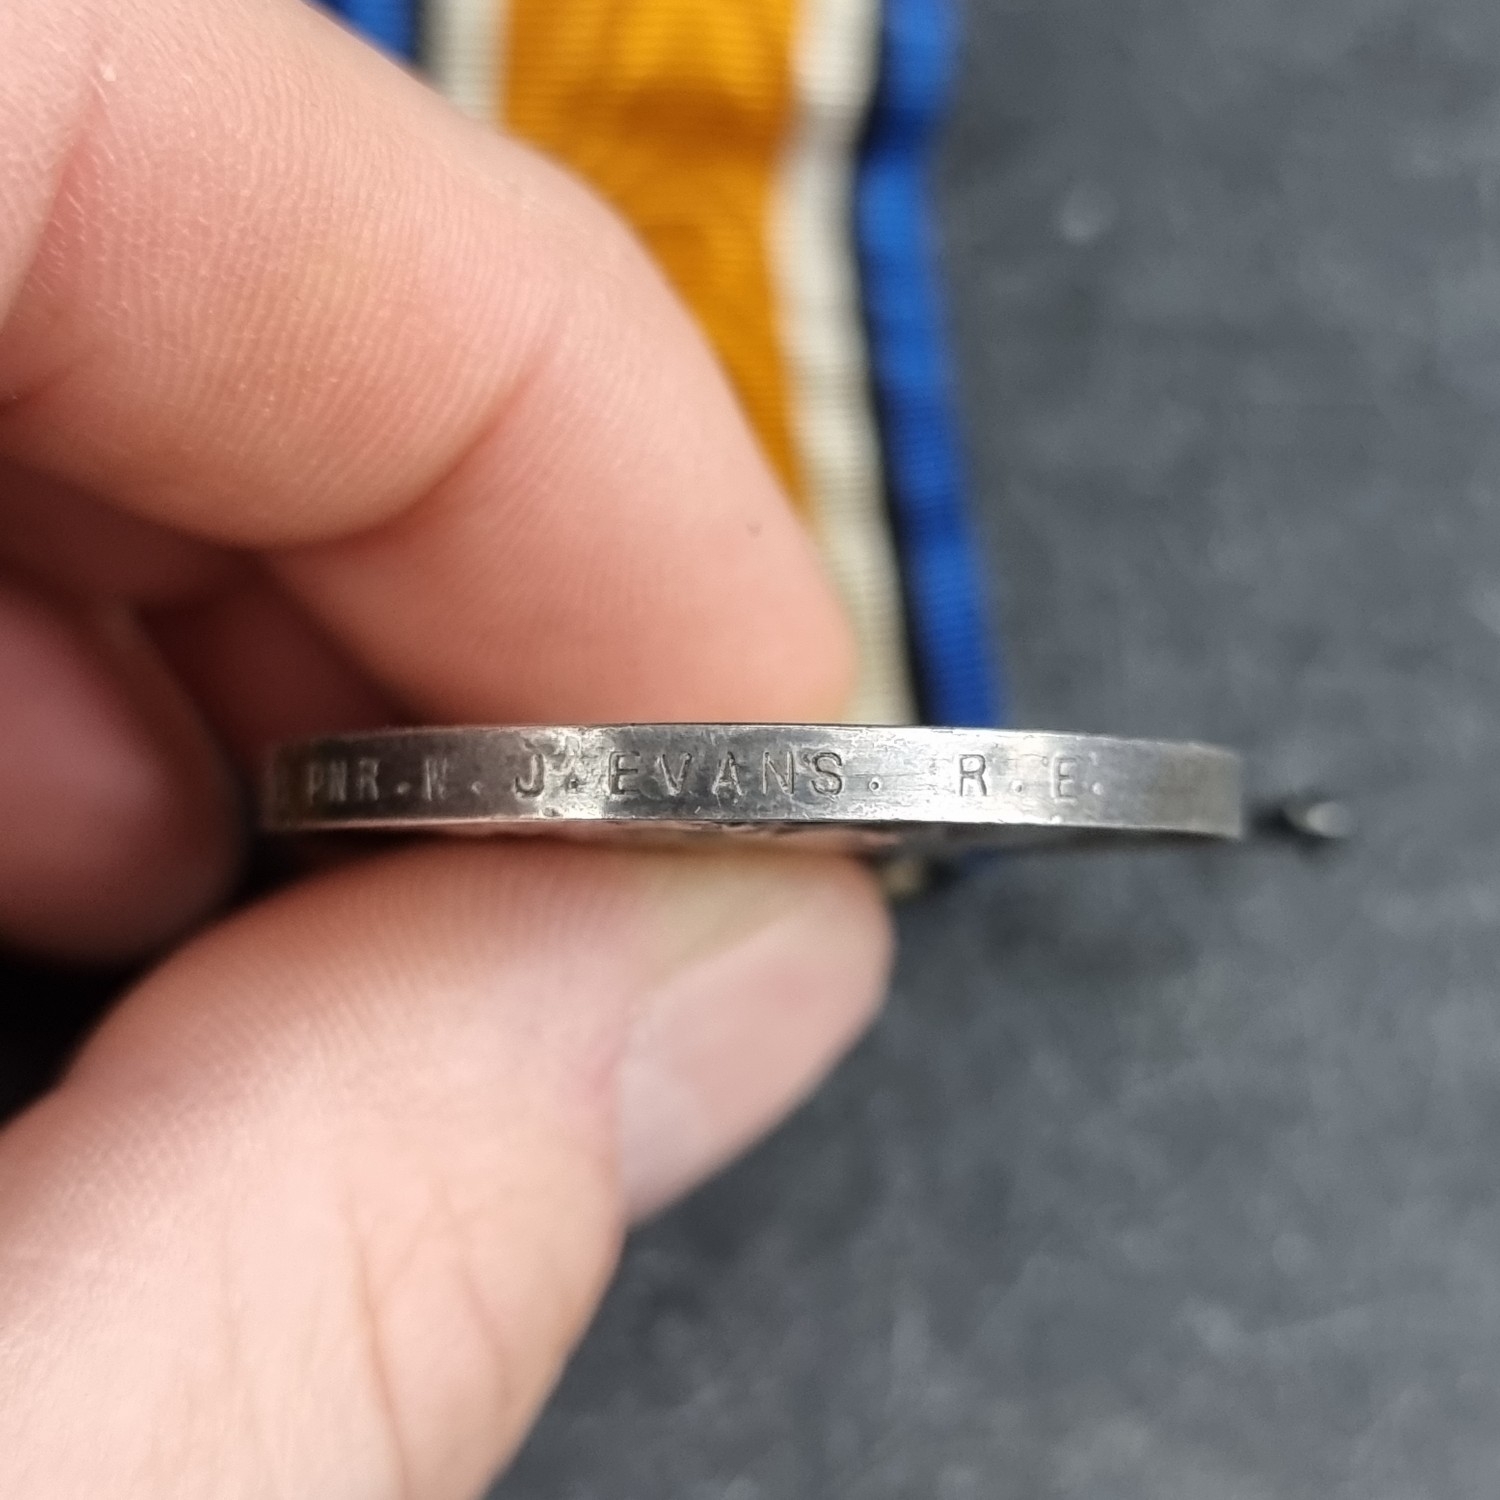 PNR. W. J. EVANS. R. E.